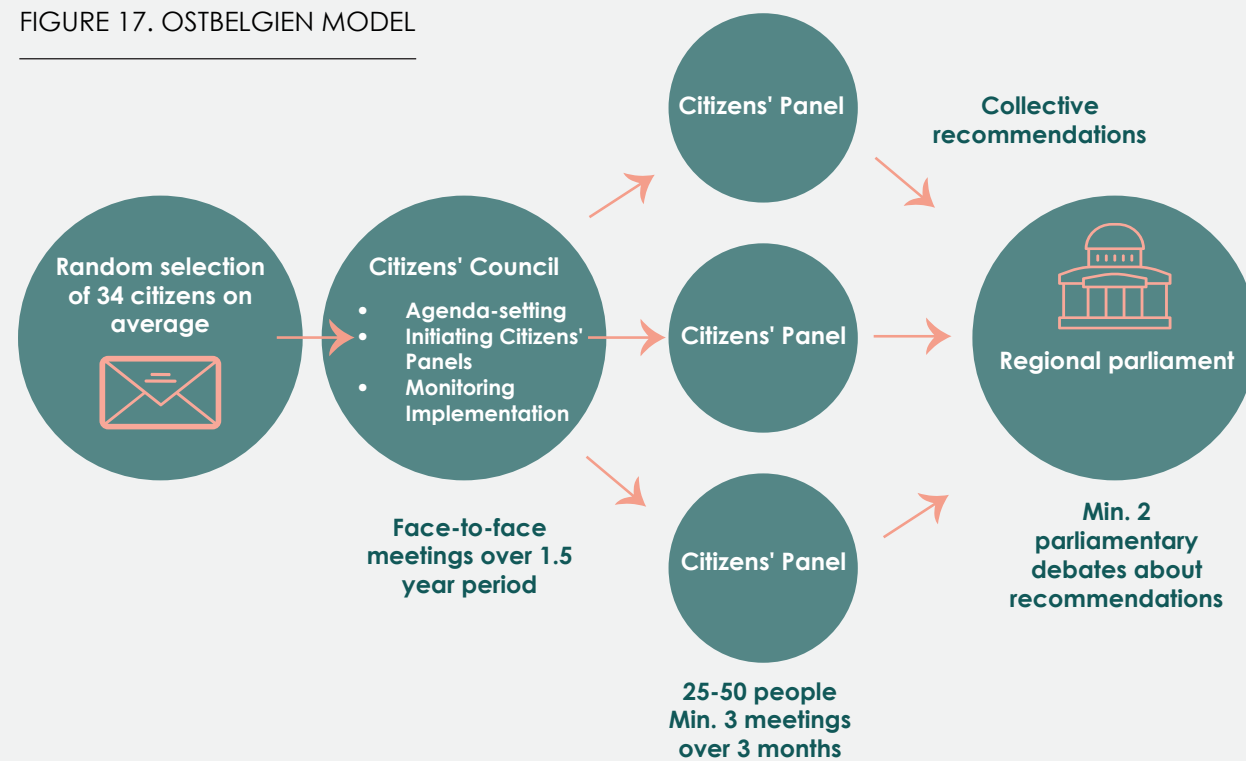 FIGURE 17. OSTBELGIEN MODEL
Random selection
of 34 citizens on
average
Citizens' Council
• Agenda-setting
• Initiating Citizens'
Panels
• Monitoring
Implementation
Face-to-face
meetings over 1.5
year period
Citizens' Panel
Citizens' Panel
Citizens' Panel
25-50 people
Min. 3 meetings
over 3 months
Collective
recommendations
Regional parliament
Min. 2
parliamentary
debates about
recommendations